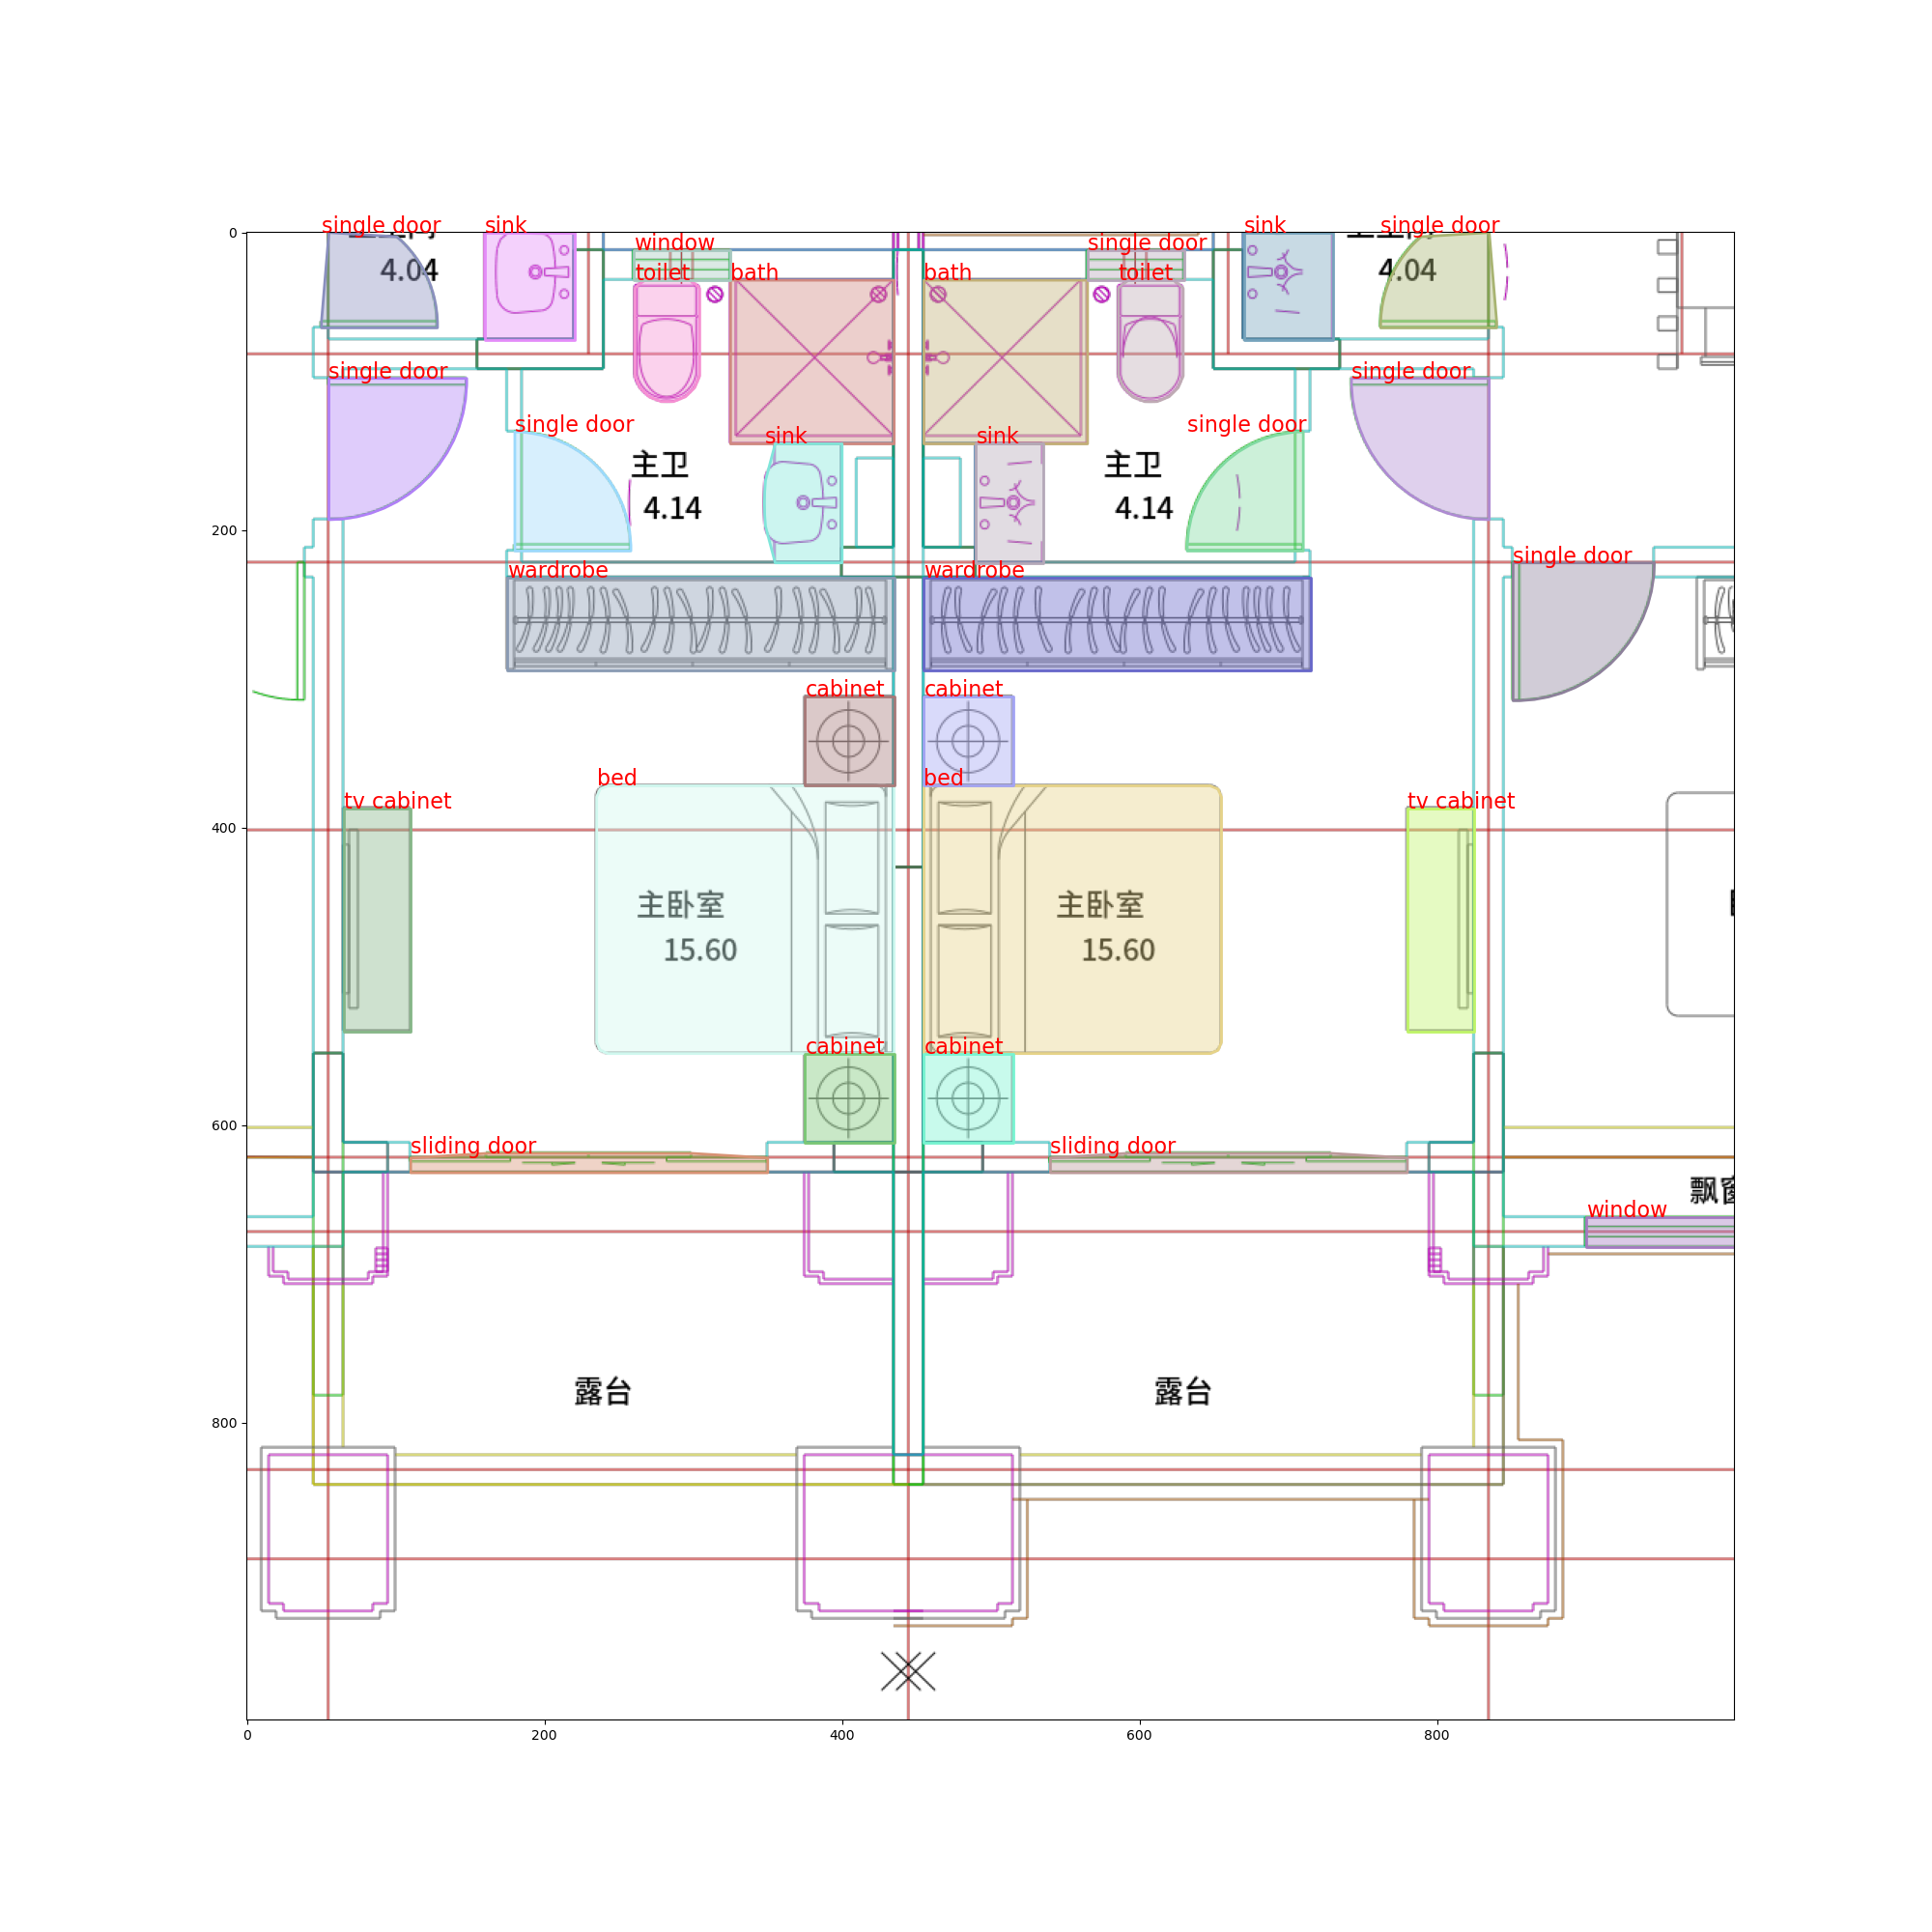 single door
sink
sink
single door
window
single door
0
4.04
4.04
toilet
bath
bath
toilet
single door
single door
single door
single door
sink
sink
主卫
主卫
4.14
4.14
200
single door
wardrobe
wardrobe
cabinet
cabinet
bed
bed
tv cabinet
tv cabinet
400
主卧室
主卧室
15.60
15.60
cabinet
cabinet
600
sliding door
sliding door
飘窗
window
露台
露台
800
0
200
400
600
800